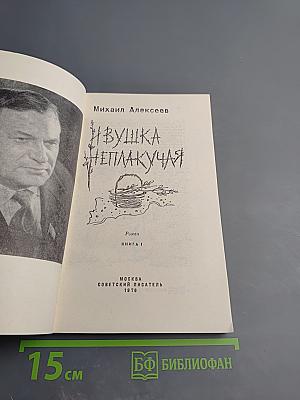 Михаил Алексеев
ИВУШКА
НЕПЛАКУЧАЯ
Роман
КНИГА I
МОСКВА
СОВЕТСКИЙ ПИСАТЕЛЬ
1978
15 см
БФ БИБЛИОФАН